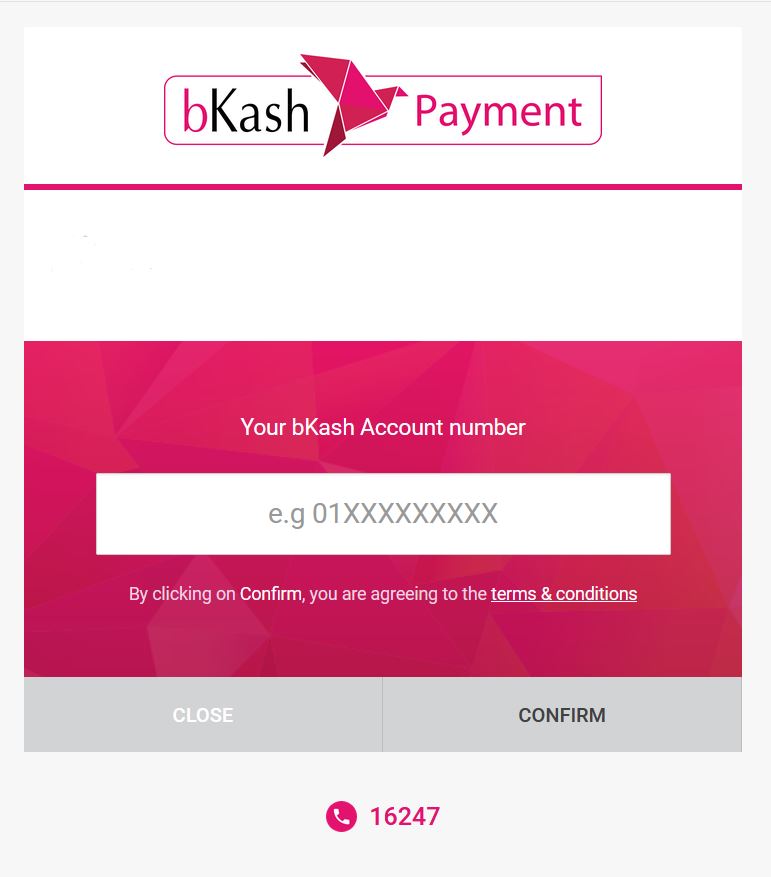 bKash Payment
Your bKash Account number
e.g 01XXXXXXXXX
By clicking on Confirm, you are agreeing to the terms & conditions
CLOSE CONFIRM
16247